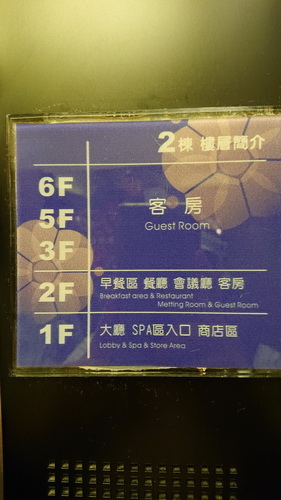 2棟 樓層簡介
6F
5F
3F
客房
Guest Room
2F
早餐區 餐廳 會議廳 客房
Breakfast area & Restaurant
Metting Room & Guest Room
1F
大廳 SPA區入口 商店區
Lobby & Spa & Store Area